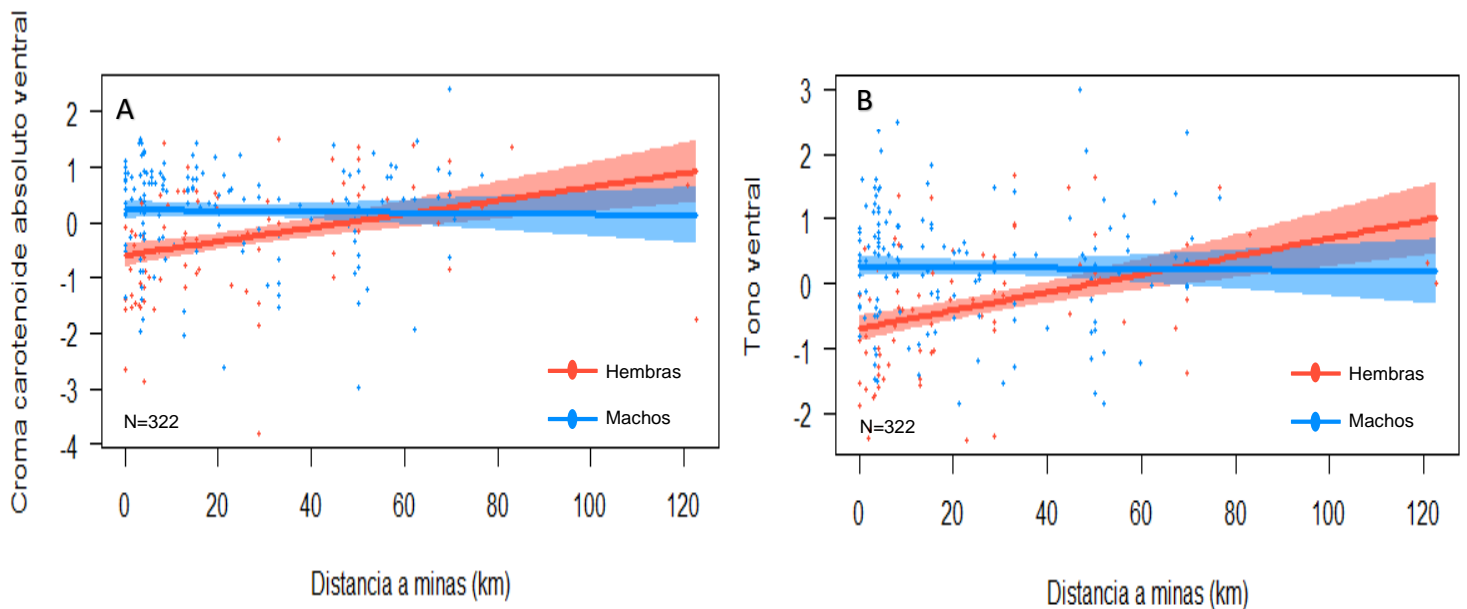 Croma carotenoide absoluto ventral
A
2
1
0
-1
-2
-3
-4
N=322
Hembras
Machos
0 20 40 60 80 100 120
Distancia a minas (km)
Tono ventral
B
3
2
1
0
-1
-2
N=322
Hembras
Machos
0 20 40 60 80 100 120
Distancia a minas (km)